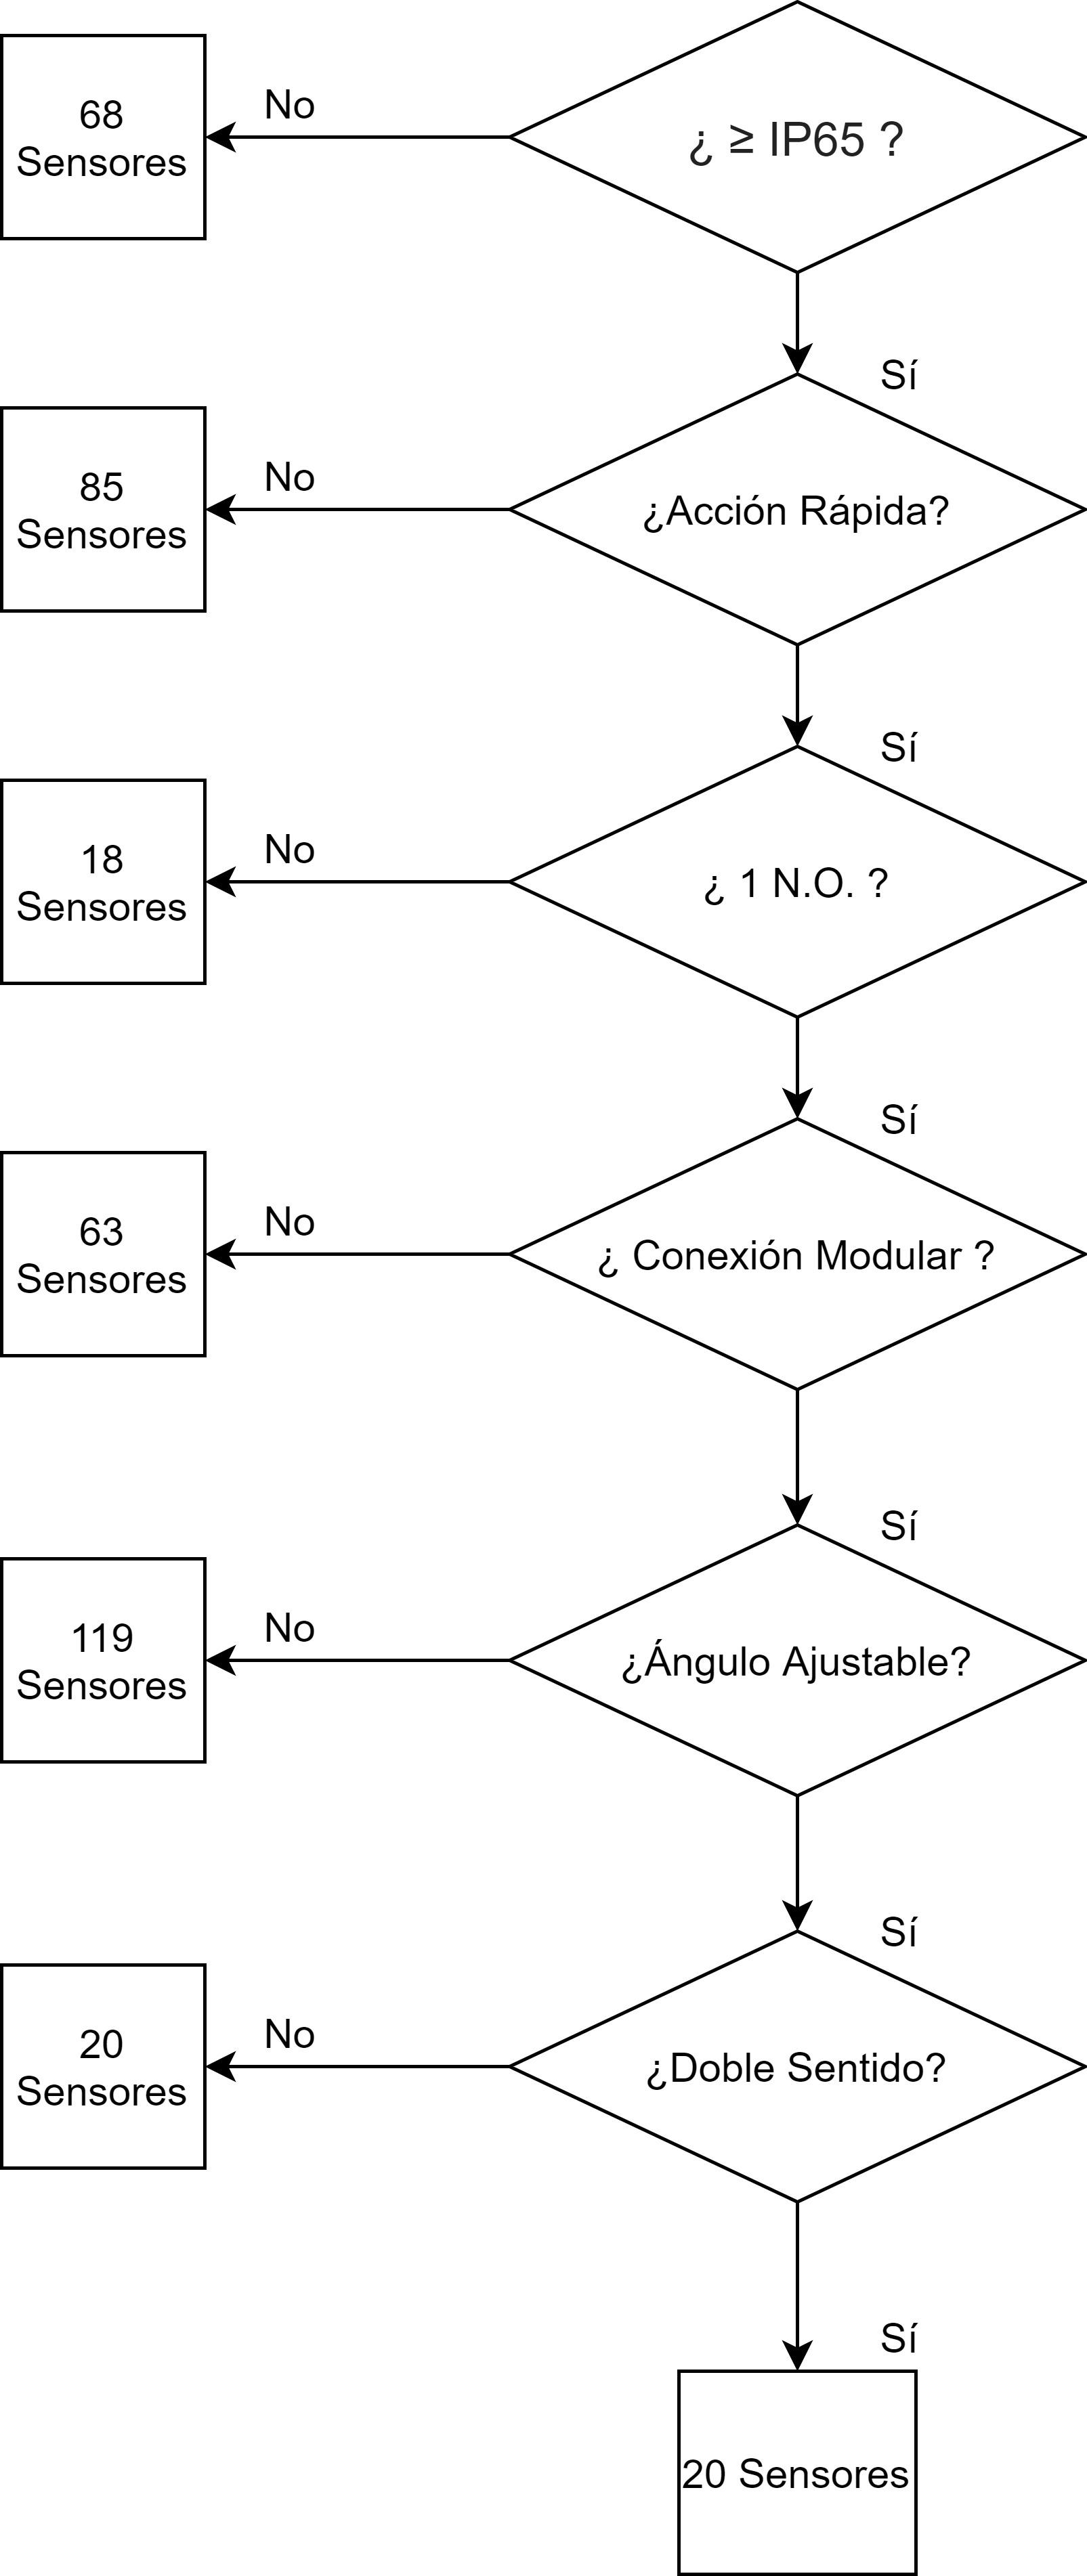 ¿ ≥ IP65 ?
No
68
Sensores
Sí
¿Acción Rápida?
No
85
Sensores
Sí
¿ 1 N.O. ?
No
18
Sensores
Sí
¿ Conexión Modular ?
No
63
Sensores
Sí
¿Ángulo Ajustable?
No
119
Sensores
Sí
¿Doble Sentido?
No
20
Sensores
Sí
20 Sensores